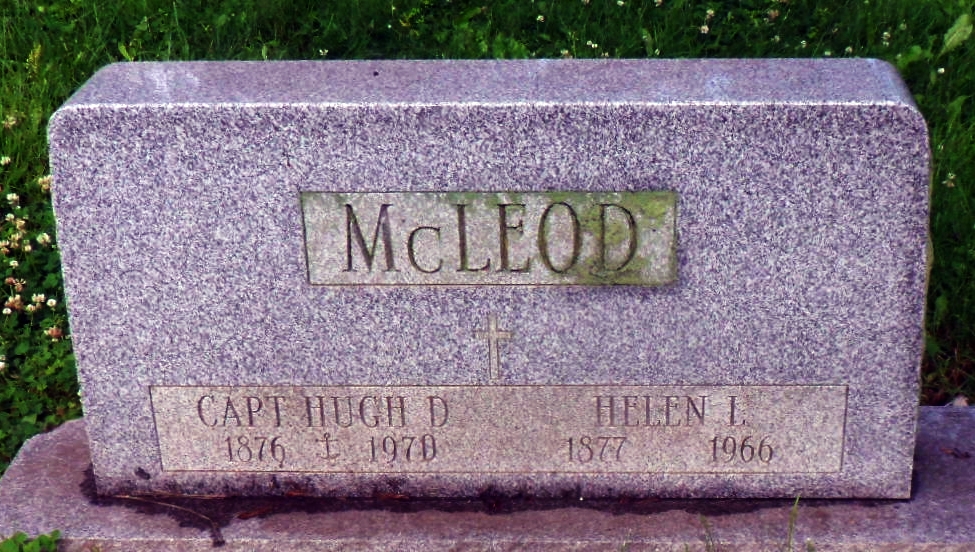 McLEOD
CAPT HUGH D HELEN L
1876 1970 1877 1966